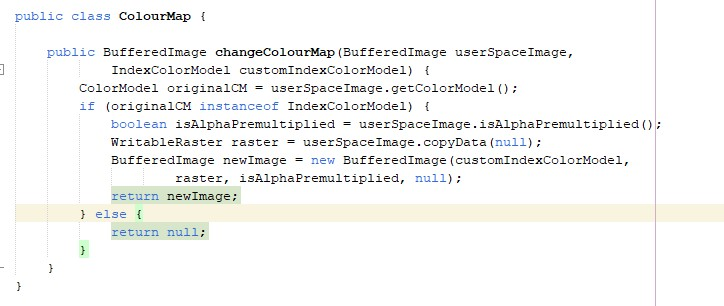 public class ColourMap {
public BufferedImage changeColourMap(BufferedImage userSpaceImage,
IndexColorModel customIndexColorModel) {
ColorModel originalCM = userSpaceImage.getColorModel();
if (originalCM instanceof IndexColorModel) {
boolean isAlphaPremultiplied = userSpaceImage.isAlphaPremultiplied();
WritableRaster raster = userSpaceImage.copyData(null);
BufferedImage newImage = new BufferedImage(customIndexColorModel,
raster, isAlphaPremultiplied, null);
return newImage;
} else {
return null;
}
}
}